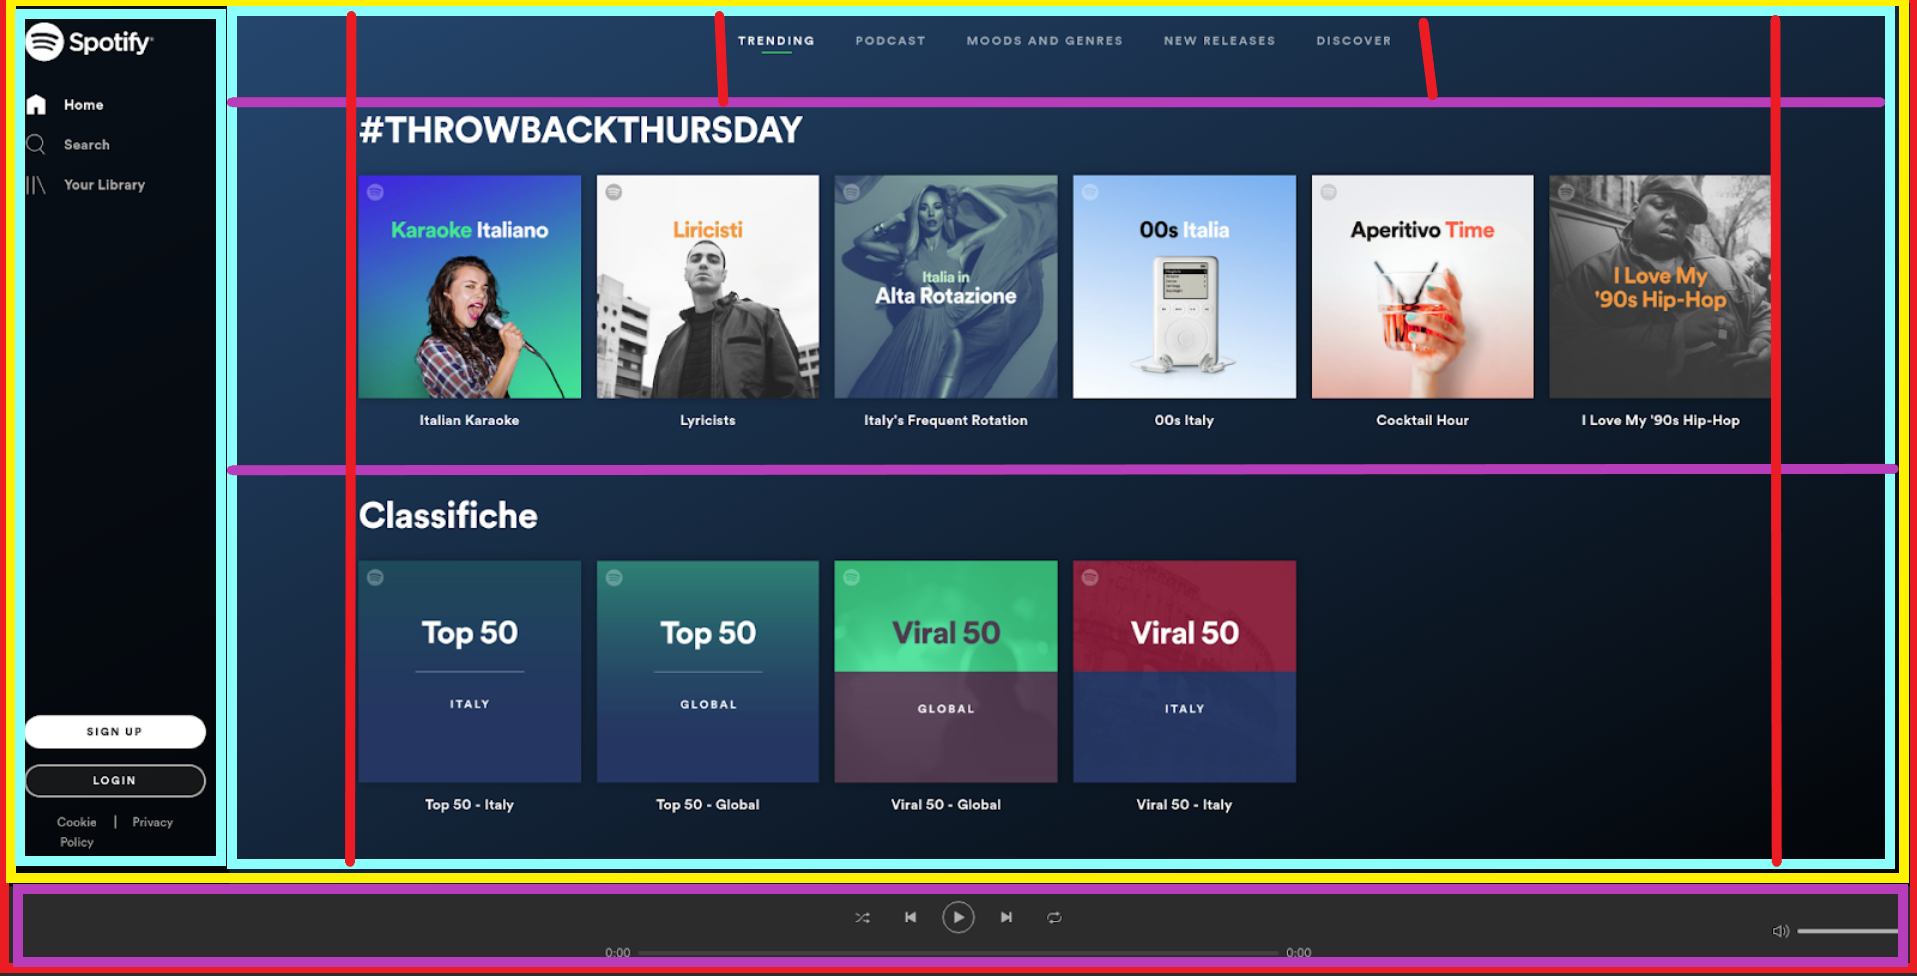 Spotify
Home
Search
Your Library
SIGN UP
LOGIN
Cookie | Privacy
Policy
TRENDING PODCAST MOODS AND GENRES NEW RELEASES DISCOVER
#THROWBACKTHURSDAY
Karaoke Italiano
Italian Karaoke
Liricisti
Lyricists
Italia in
Alta Rotazione
Italy's Frequent Rotation
00s Italia
00s Italy
Aperitivo Time
Cocktail Hour
I Love My
'90s Hip-Hop
I Love My '90s Hip-Hop
Classifiche
Top 50
ITALY
Top 50 - Italy
Top 50
GLOBAL
Top 50 - Global
Viral 50
GLOBAL
Viral 50 - Global
Viral 50
ITALY
Viral 50 - Italy
0:00 0:00